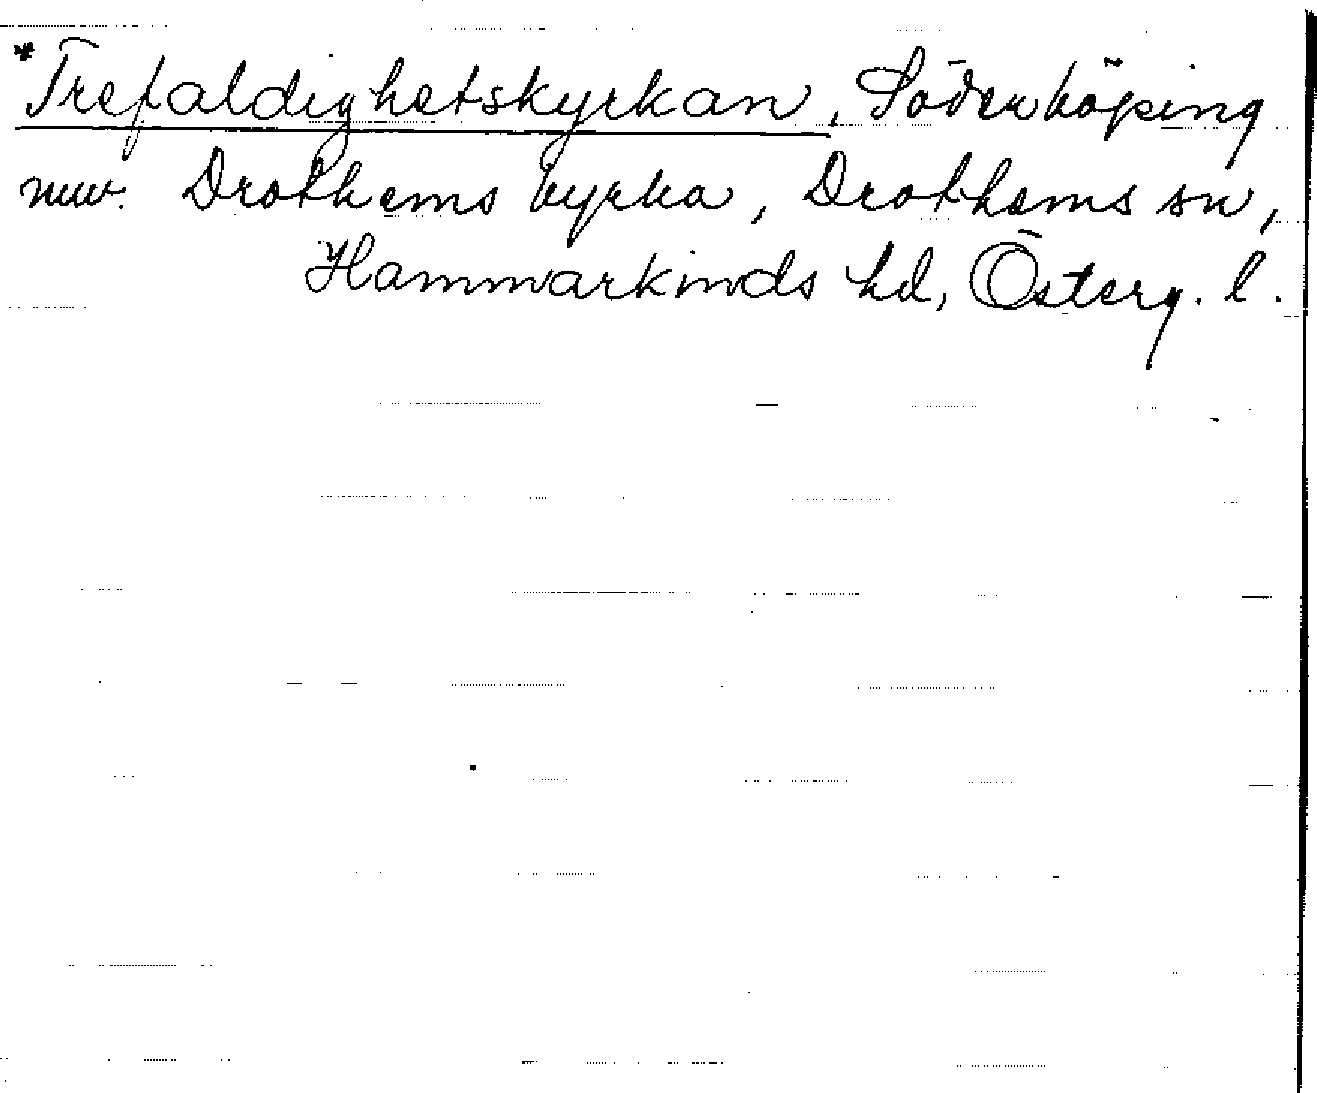 *Trefaldighetskyrkan, Söderköping
nuv. Drothems kyrka, Drothems sn,
Hammarkinds hd, Österg. l.